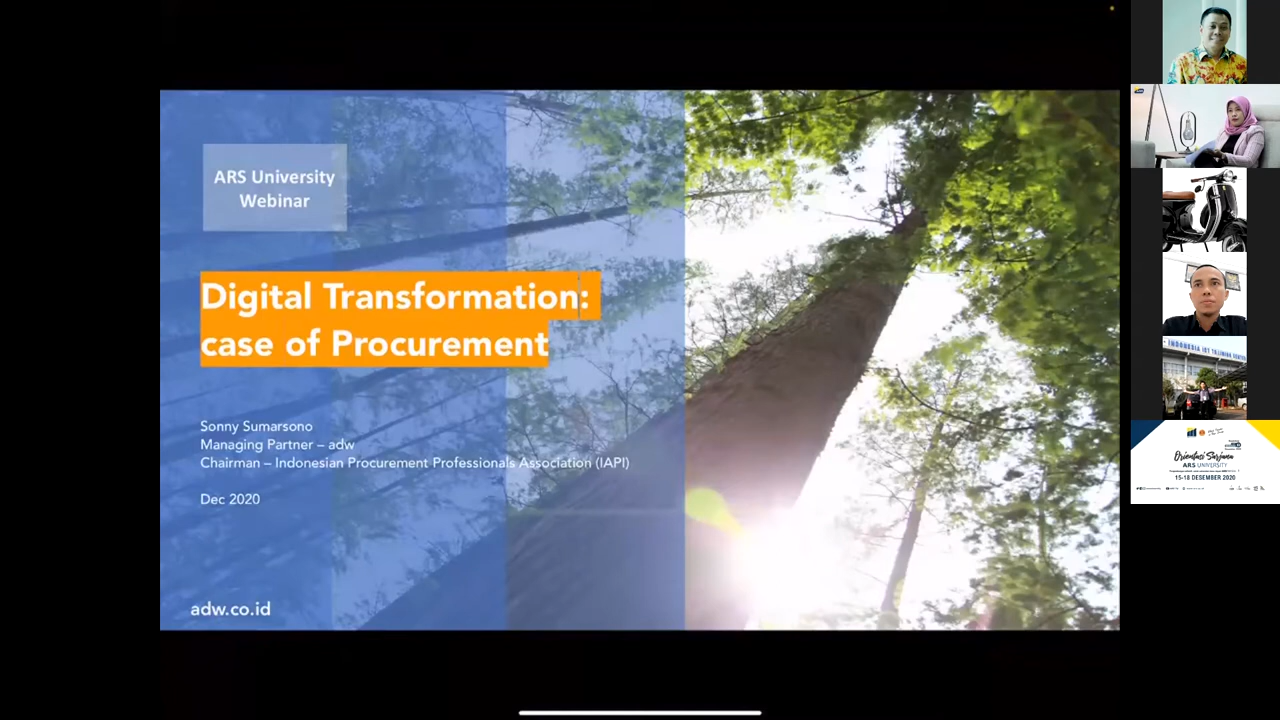 ARS University
Webinar
Digital Transformation:
case of Procurement
Sonny Sumarsono
Managing Partner – adw
Chairman – Indonesian Procurement Professionals Association (IAPI)
Dec 2020
adw.co.id
Orientasi Sarjana
ARS UNIVERSITY
15-18 DESEMBER 2020